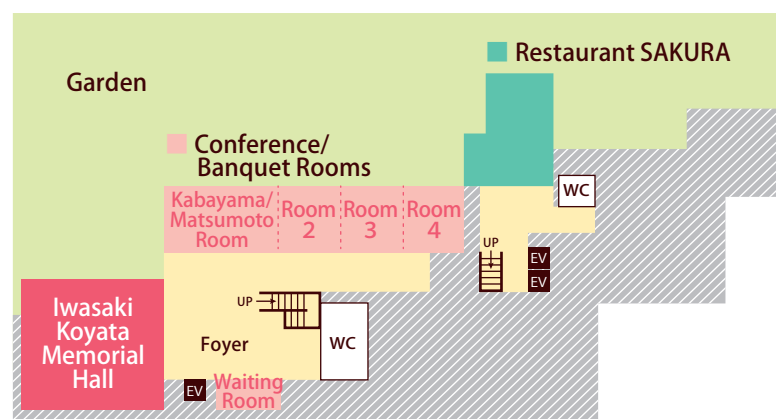 Restaurant SAKURA
Garden
Conference/
Banquet Rooms
WC
Kabayama/
Matsumoto
Room
Room
2
Room
3
Room
4
UP
EV
EV
Iwasaki
Koyata
Memorial
Hall
UP
Foyer
WC
EV
Waiting
Room